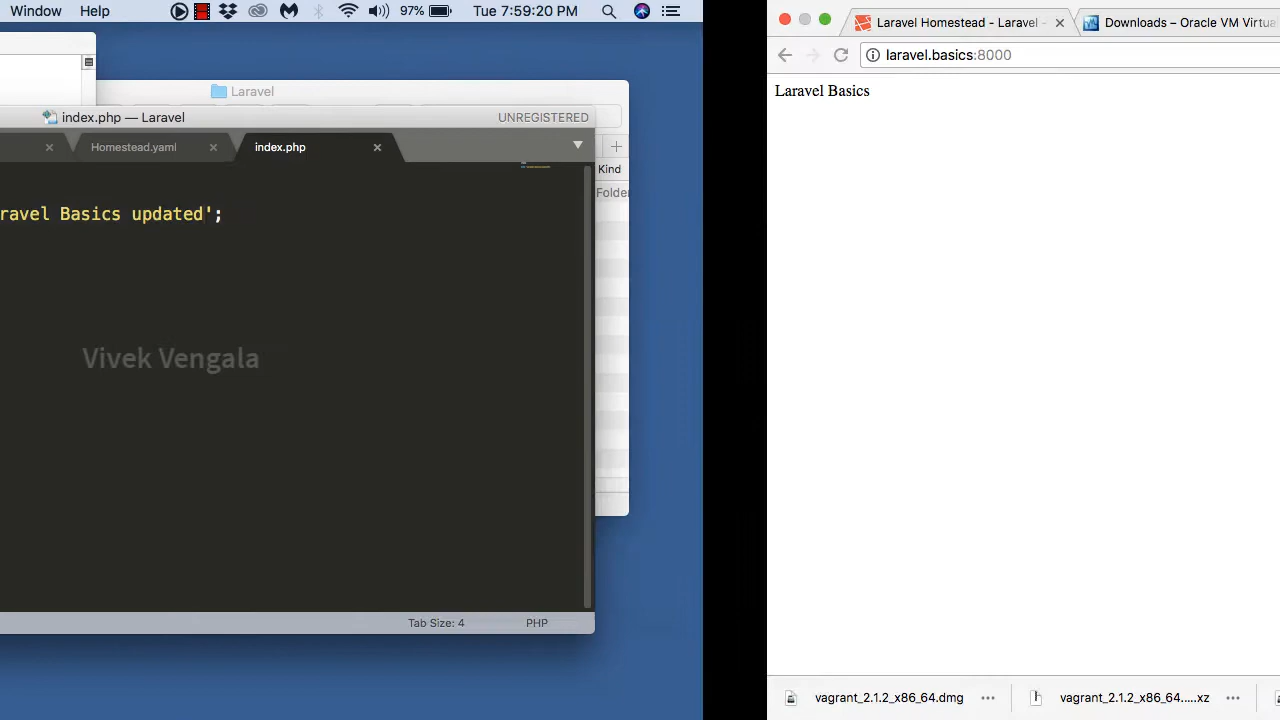 Window Help 97% Tue 7:59:20 PM
Laravel
index.php — Laravel UNREGISTERED
Homestead.yaml index.php
Kind
Folder
ravel Basics updated';
Vivek Vengala
Tab Size: 4 PHP
Laravel Homestead - Laravel - Downloads – Oracle VM Virtua
laravel.basics:8000
Laravel Basics
vagrant_2.1.2_x86_64.dmg vagrant_2.1.2_x86_64.....xz